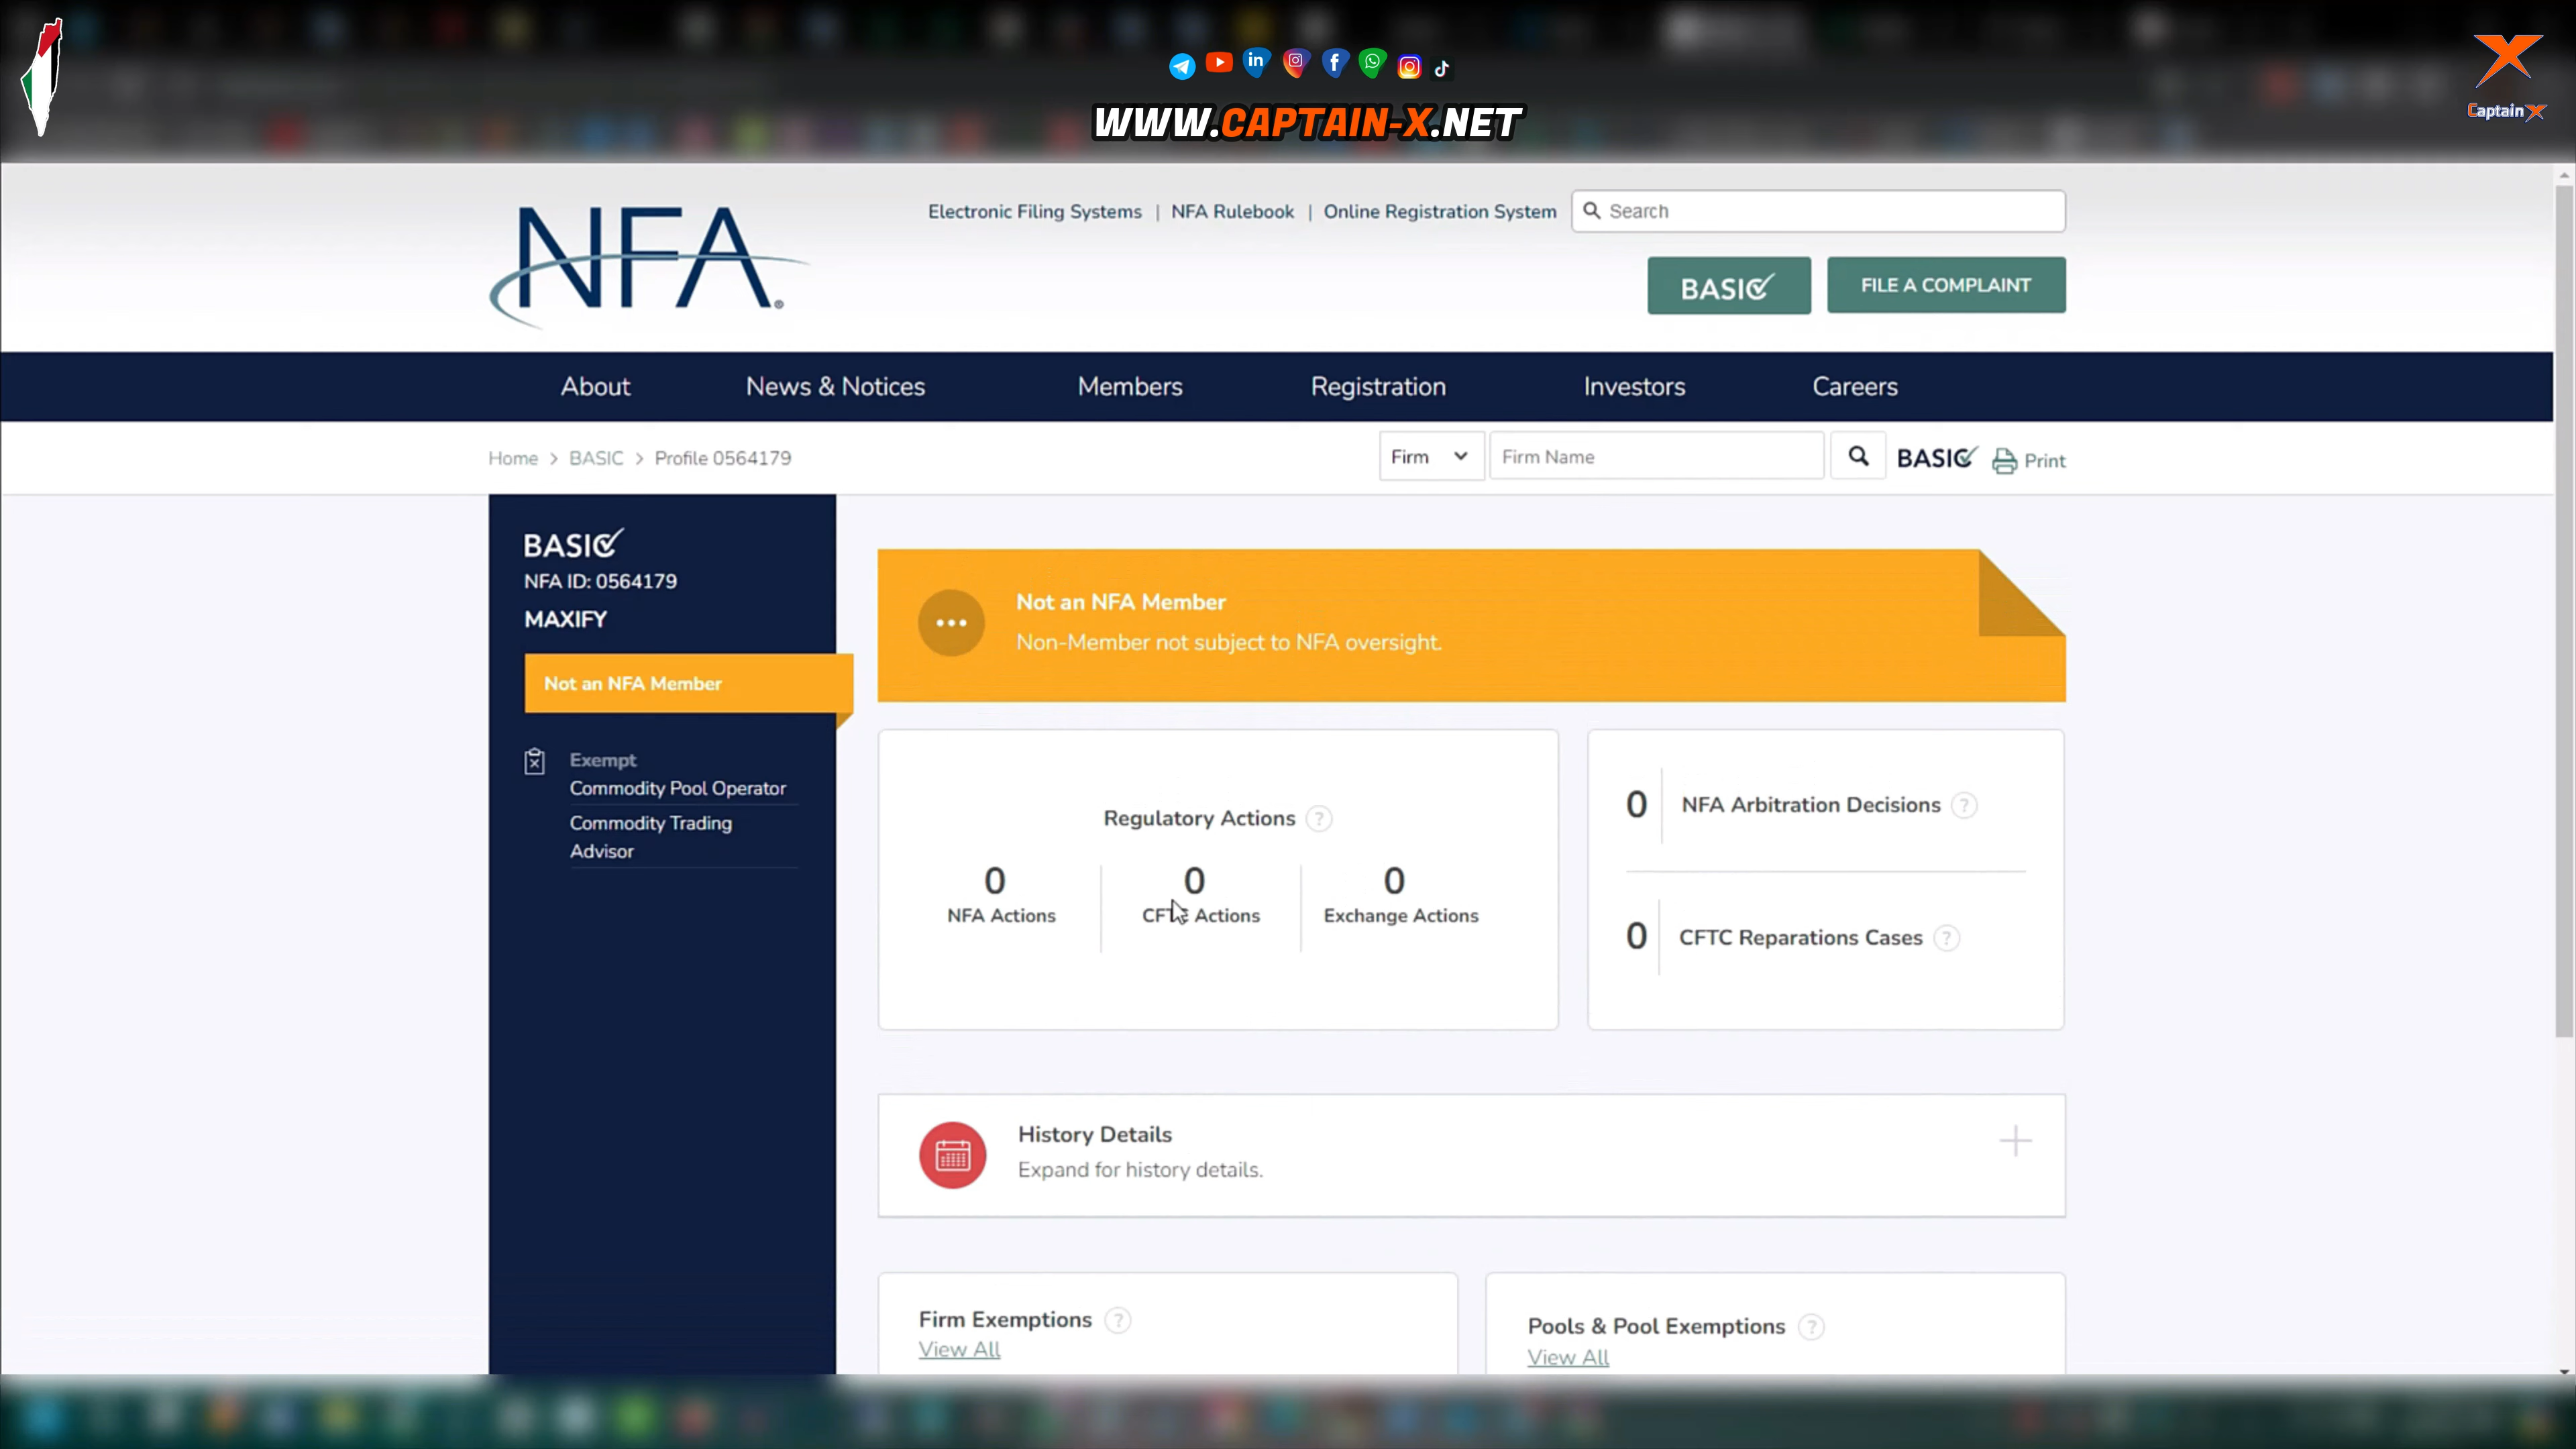 WWW.CAPTAIN-X.NET
Captain X
NFA®
Electronic Filing Systems | NFA Rulebook | Online Registration System
Search
BASIC
FILE A COMPLAINT
About
News & Notices
Members
Registration
Investors
Careers
Home > BASIC > Profile 0564179
Firm
Firm Name
BASIC
Print
BASIC
NFA ID: 0564179
MAXIFY
Not an NFA Member
Exempt
Commodity Pool Operator
Commodity Trading
Advisor
Not an NFA Member
Non-Member not subject to NFA oversight.
Regulatory Actions ?
0
NFA Actions
0
CFTC Actions
0
Exchange Actions
0 NFA Arbitration Decisions ?
0 CFTC Reparations Cases ?
History Details
Expand for history details.
Firm Exemptions ?
View All
Pools & Pool Exemptions ?
View All